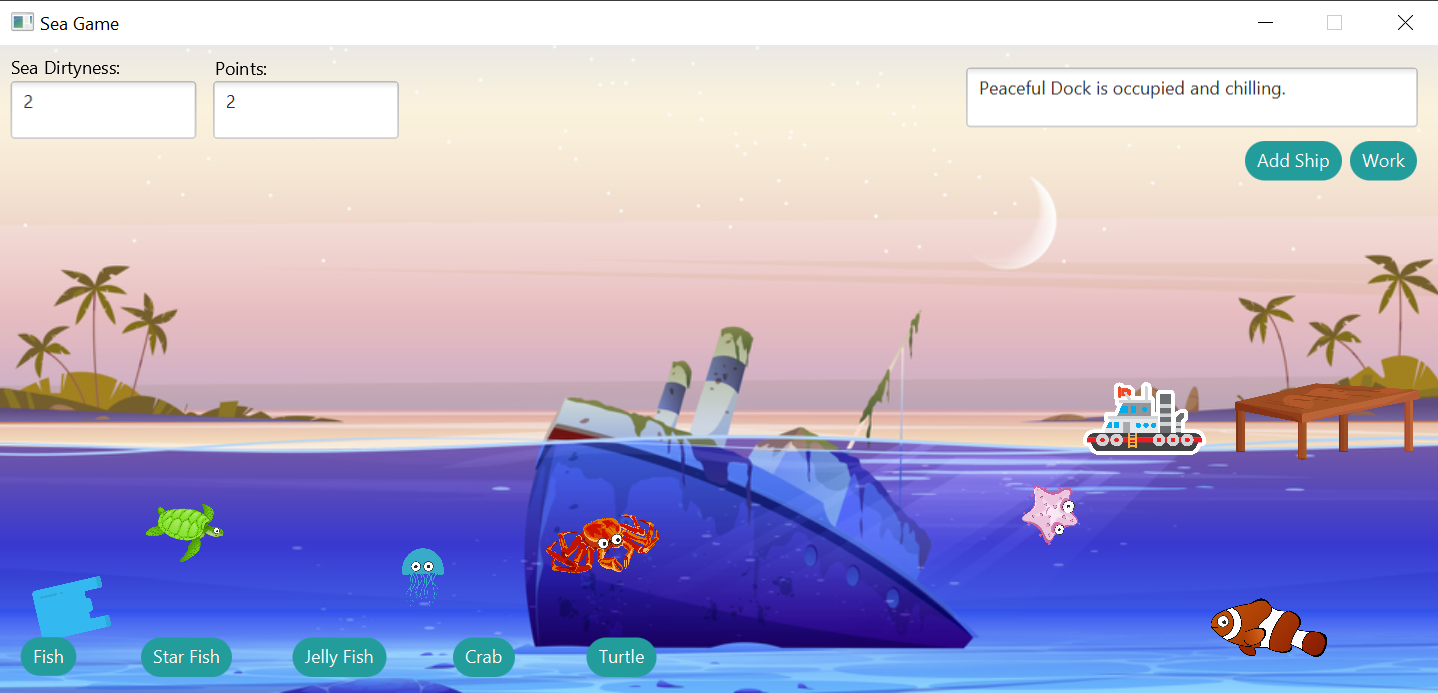 Sea Game
Sea Dirtyness:
Points:
2
2
Peaceful Dock is occupied and chilling.
Add Ship
Work
Fish
Star Fish
Jelly Fish
Crab
Turtle